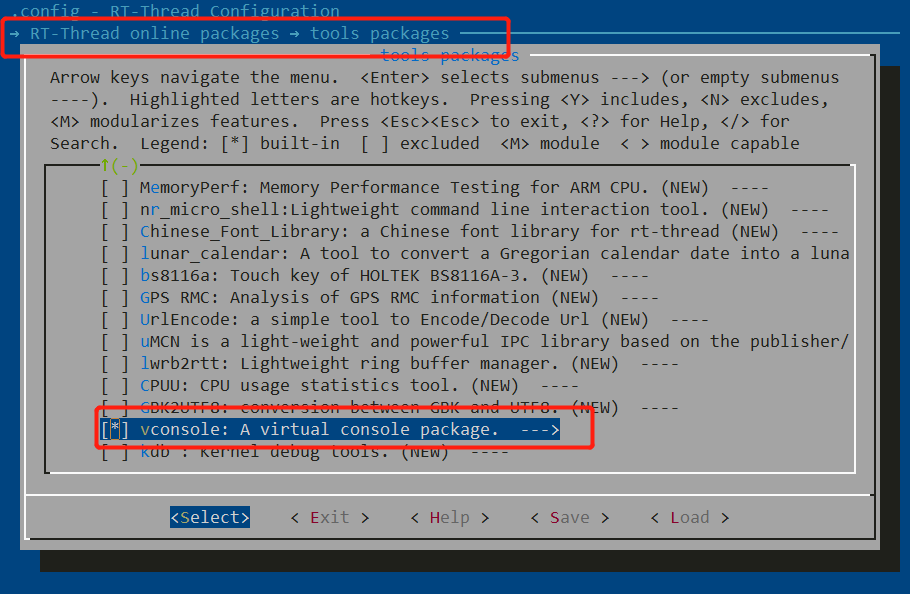 .config - RT-Thread Configuration
→ RT-Thread online packages → tools packages
tools packages
Arrow keys navigate the menu.  <Enter> selects submenus ---> (or empty submenus
----).  Highlighted letters are hotkeys.  Pressing <Y> includes, <N> excludes,
<M> modularizes features.  Press <Esc><Esc> to exit, <?> for Help, </> for
Search.  Legend: [*] built-in  [ ] excluded  <M> module  < > module capable
↑(-)
[ ] MemoryPerf: Memory Performance Testing for ARM CPU. (NEW)  ----
[ ] nr_micro_shell:Lightweight command line interaction tool. (NEW)  ----
[ ] Chinese_Font_Library: a Chinese font library for rt-thread (NEW)  ----
[ ] lunar_calendar: A tool to convert a Gregorian calendar date into a luna
[ ] bs8116a: Touch key of HOLTEK BS8116A-3. (NEW)  ----
[ ] GPS RMC: Analysis of GPS RMC information (NEW)  ----
[ ] UrlEncode: a simple tool to Encode/Decode Url (NEW)  ----
[ ] uMCN is a light-weight and powerful IPC library based on the publisher/
[ ] lwrb2rtt: Lightweight ring buffer manager. (NEW)  ----
[ ] CPUU: CPU usage statistics tool. (NEW)  ----
[ ] GBK2UTF8: conversion between GBK and UTF8. (NEW)  ----
[*] vconsole: A virtual console package.  --->
[ ] kdb : kernel debug tools. (NEW)  ----
<Select>    < Exit >    < Help >    < Save >    < Load >